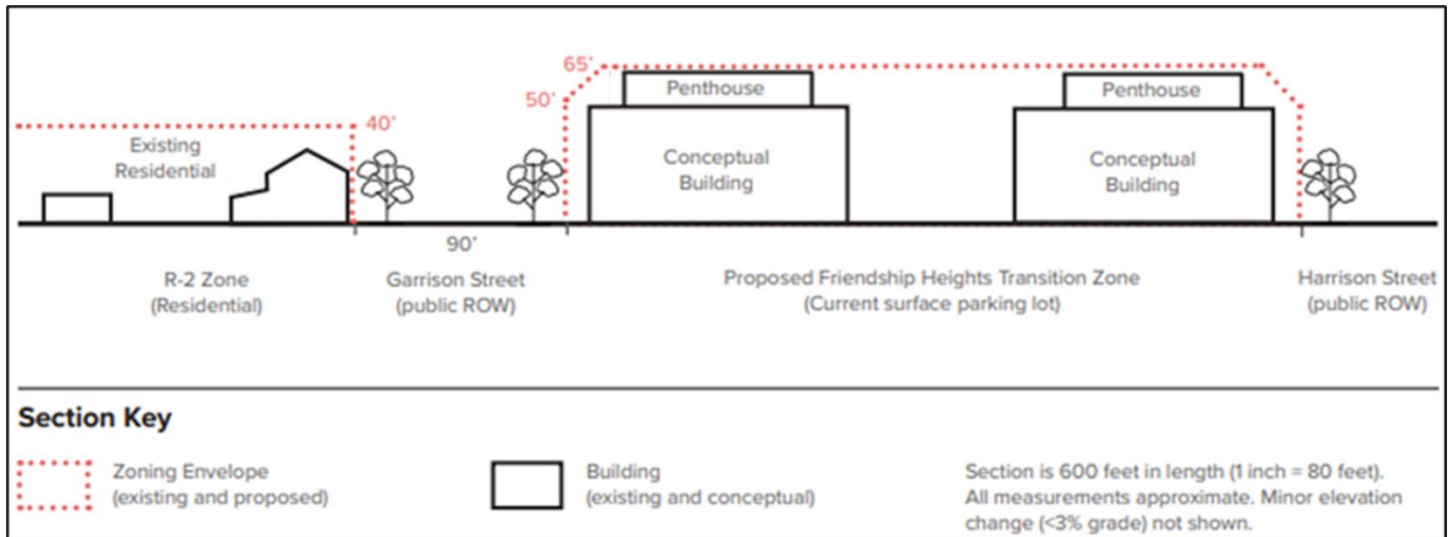 65'
Penthouse
Penthouse
50'
40'
Existing
Residential
Conceptual
Building
Conceptual
Building
90'
R-2 Zone
(Residential)
Garrison Street
(public ROW)
Proposed Friendship Heights Transition Zone
(Current surface parking lot)
Harrison Street
(public ROW)
Section Key
Zoning Envelope
(existing and proposed)
Building
(existing and conceptual)
Section is 600 feet in length (1 inch = 80 feet).
All measurements approximate. Minor elevation
change (<3% grade) not shown.